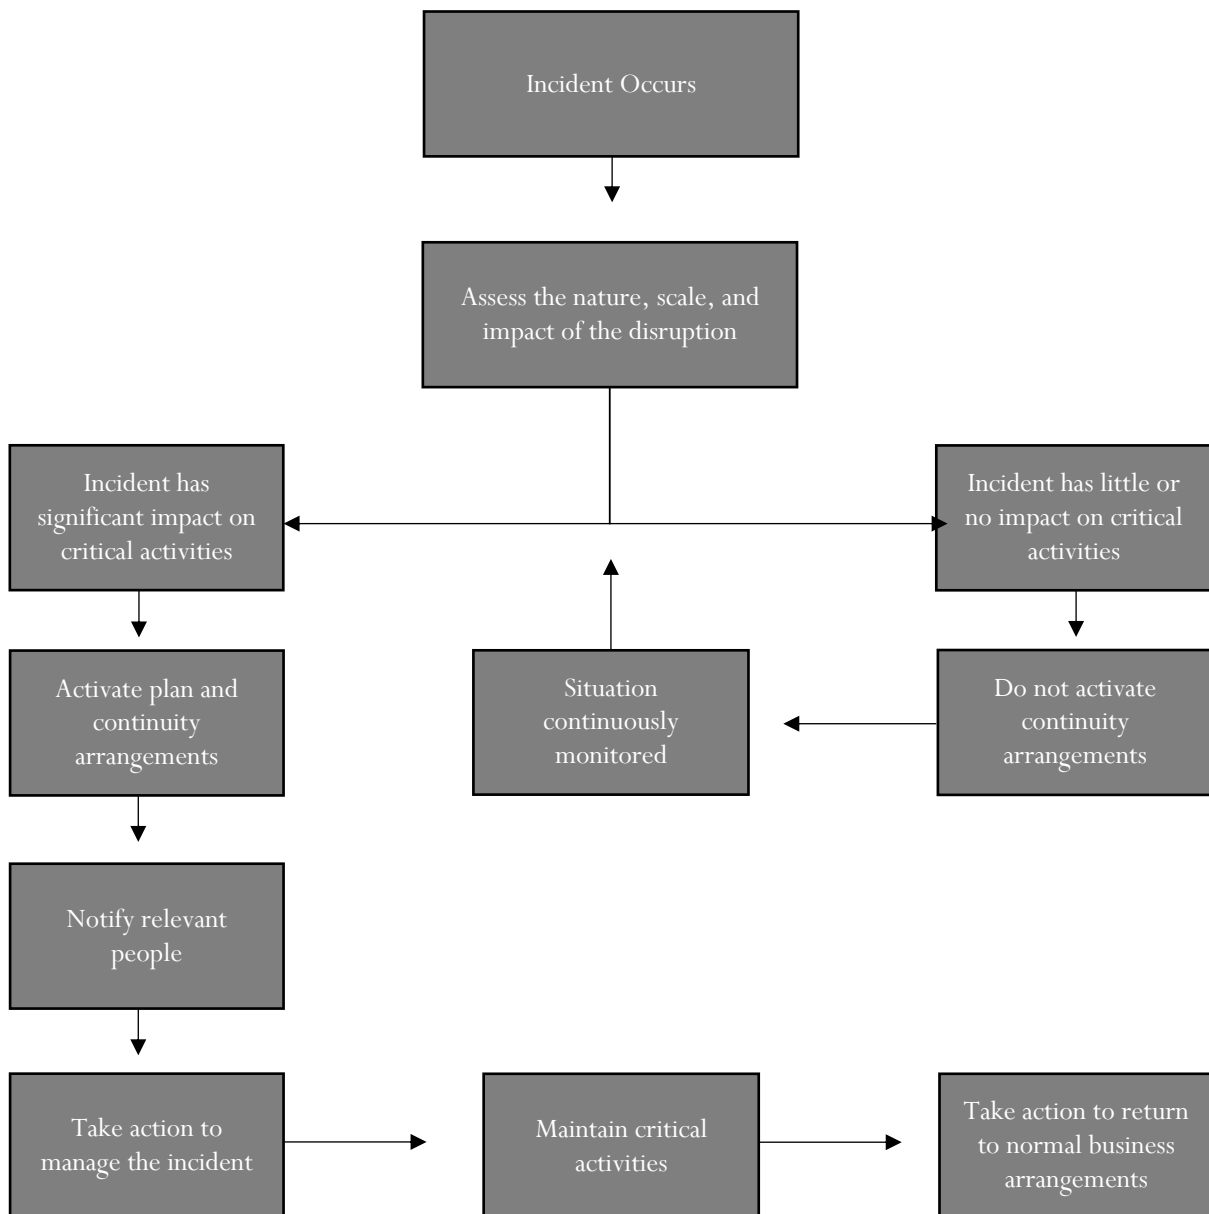 Incident Occurs
Assess the nature, scale, and
impact of the disruption
Incident has
significant impact on
critical activities
Incident has little or
no impact on critical
activities
Activate plan and
continuity
arrangements
Situation
continuously
monitored
Do not activate
continuity
arrangements
Notify relevant
people
Take action to
manage the incident
Maintain critical
activities
Take action to return
to normal business
arrangements